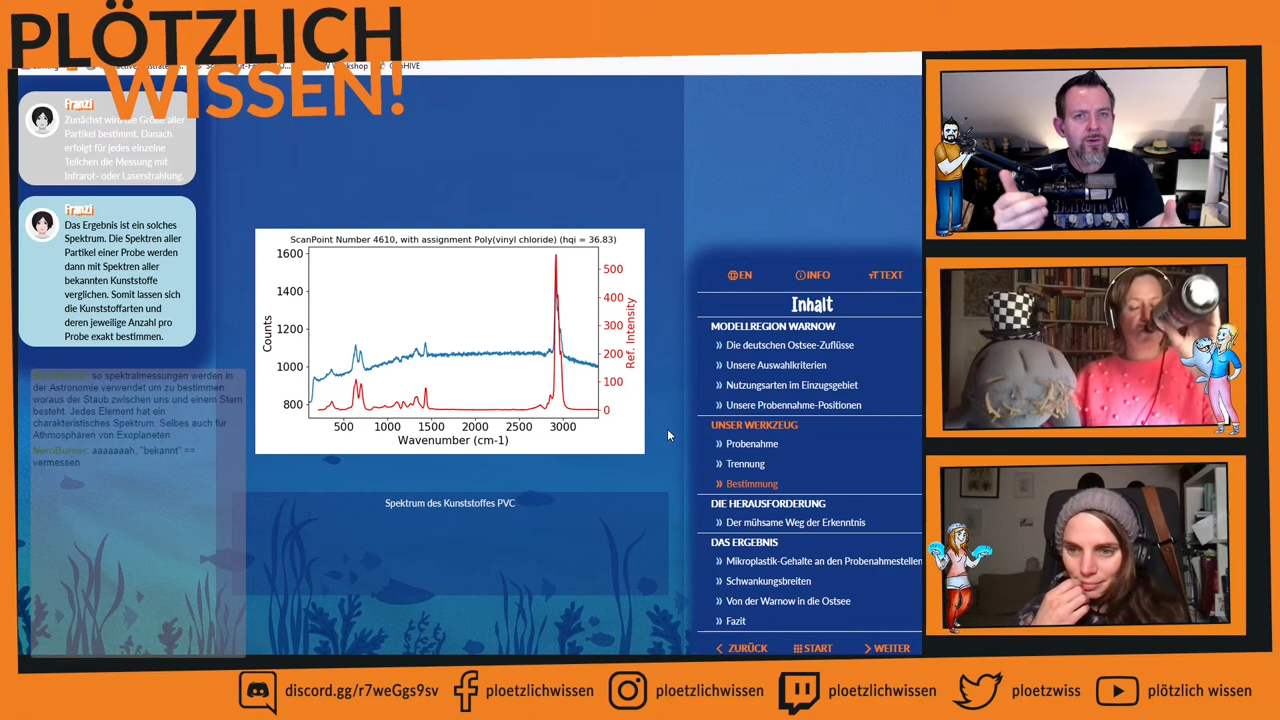 PLÖTZLICH
WISSEN!
Franzi
Zunächst wird die Größe aller
Partikel bestimmt. Danach
erfolgt für jedes einzelne
Teilchen die Messung mit
Infrarot- oder Laserstrahlung.
Franzi
Das Ergebnis ist ein solches
Spektrum. Die Spektren aller
Partikel einer Probe werden
dann mit Spektren aller
bekannten Kunststoffe
verglichen. Somit lassen sich
die Kunststoffarten und
deren jeweilige Anzahl pro
Probe exakt bestimmen.
so spektralmessungen werden in
der Astronomie verwendet um zu bestimmen
woraus der Staub zwischen uns und einem Stern
besteht. Jedes Element hat ein
charakteristisches Spektrum. Selbes auch für
Athmosphären von Exoplaneten
NeroBurner: aaaaaaah, "bekannt" ==
vermessen
ScanPoint Number 4610, with assignment Poly(vinyl chloride) (hqi = 36.83)
1600
1400
1200
1000
800
Counts
500
400
300
200
100
0
Ref. Intensity
500 1000 1500 2000 2500 3000
Wavenumber (cm-1)
Spektrum des Kunststoffes PVC
EN INFO TEXT
Inhalt
MODELLREGION WARNOW
» Die deutschen Ostsee-Zuflüsse
» Unsere Auswahlkriterien
» Nutzungsarten im Einzugsgebiet
» Unsere Probennahme-Positionen
UNSER WERKZEUG
» Probenahme
» Trennung
» Bestimmung
DIE HERAUSFORDERUNG
» Der mühsame Weg der Erkenntnis
DAS ERGEBNIS
» Mikroplastik-Gehalte an den Probenahmestellen
» Schwankungsbreiten
» Von der Warnow in die Ostsee
» Fazit
ZURÜCK START WEITER
discord.gg/r7weGgs9sv ploetzlichwissen ploetzlichwissen ploetzlichwissen ploetzwiss plötzlich wissen